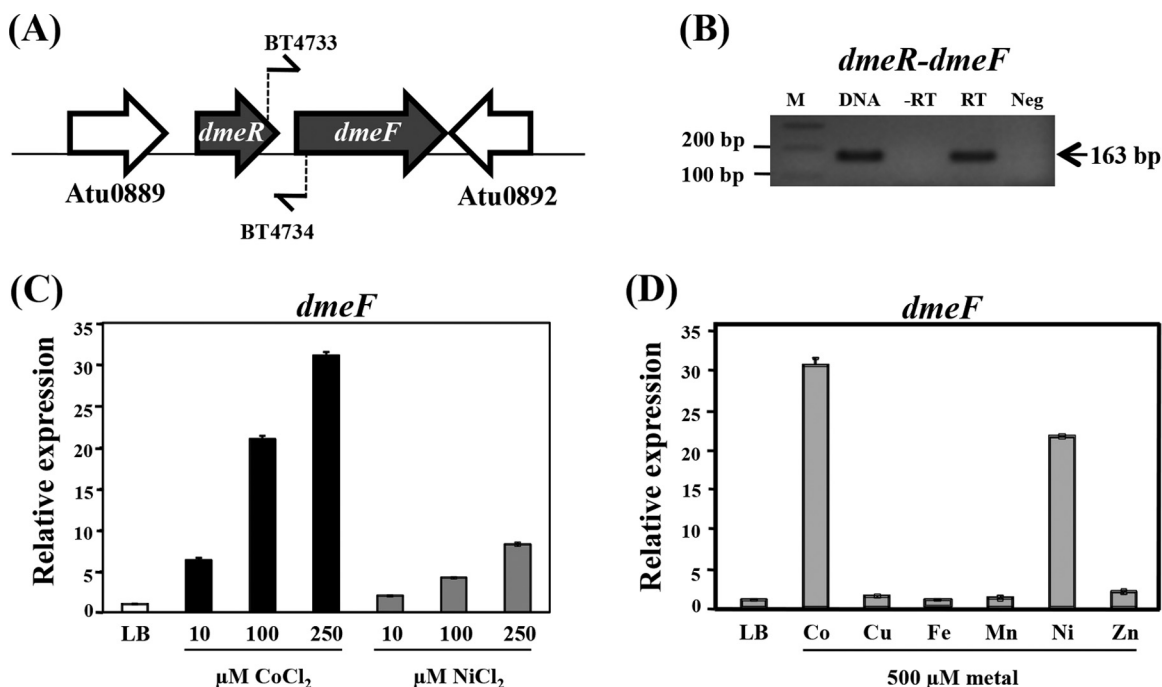 (A)
BT4733
dmeR
dmeF
Atu0889
Atu0892
BT4734
(B)
dmeR-dmeF
M DNA -RT RT Neg
200 bp
100 bp
163 bp
(C)
dmeF
Relative expression
35
30
25
20
15
10
5
0
LB 10 100 250 10 100 250
µM CoCl₂ µM NiCl₂
(D)
dmeF
Relative expression
35
30
25
20
15
10
5
0
LB Co Cu Fe Mn Ni Zn
500 µM metal